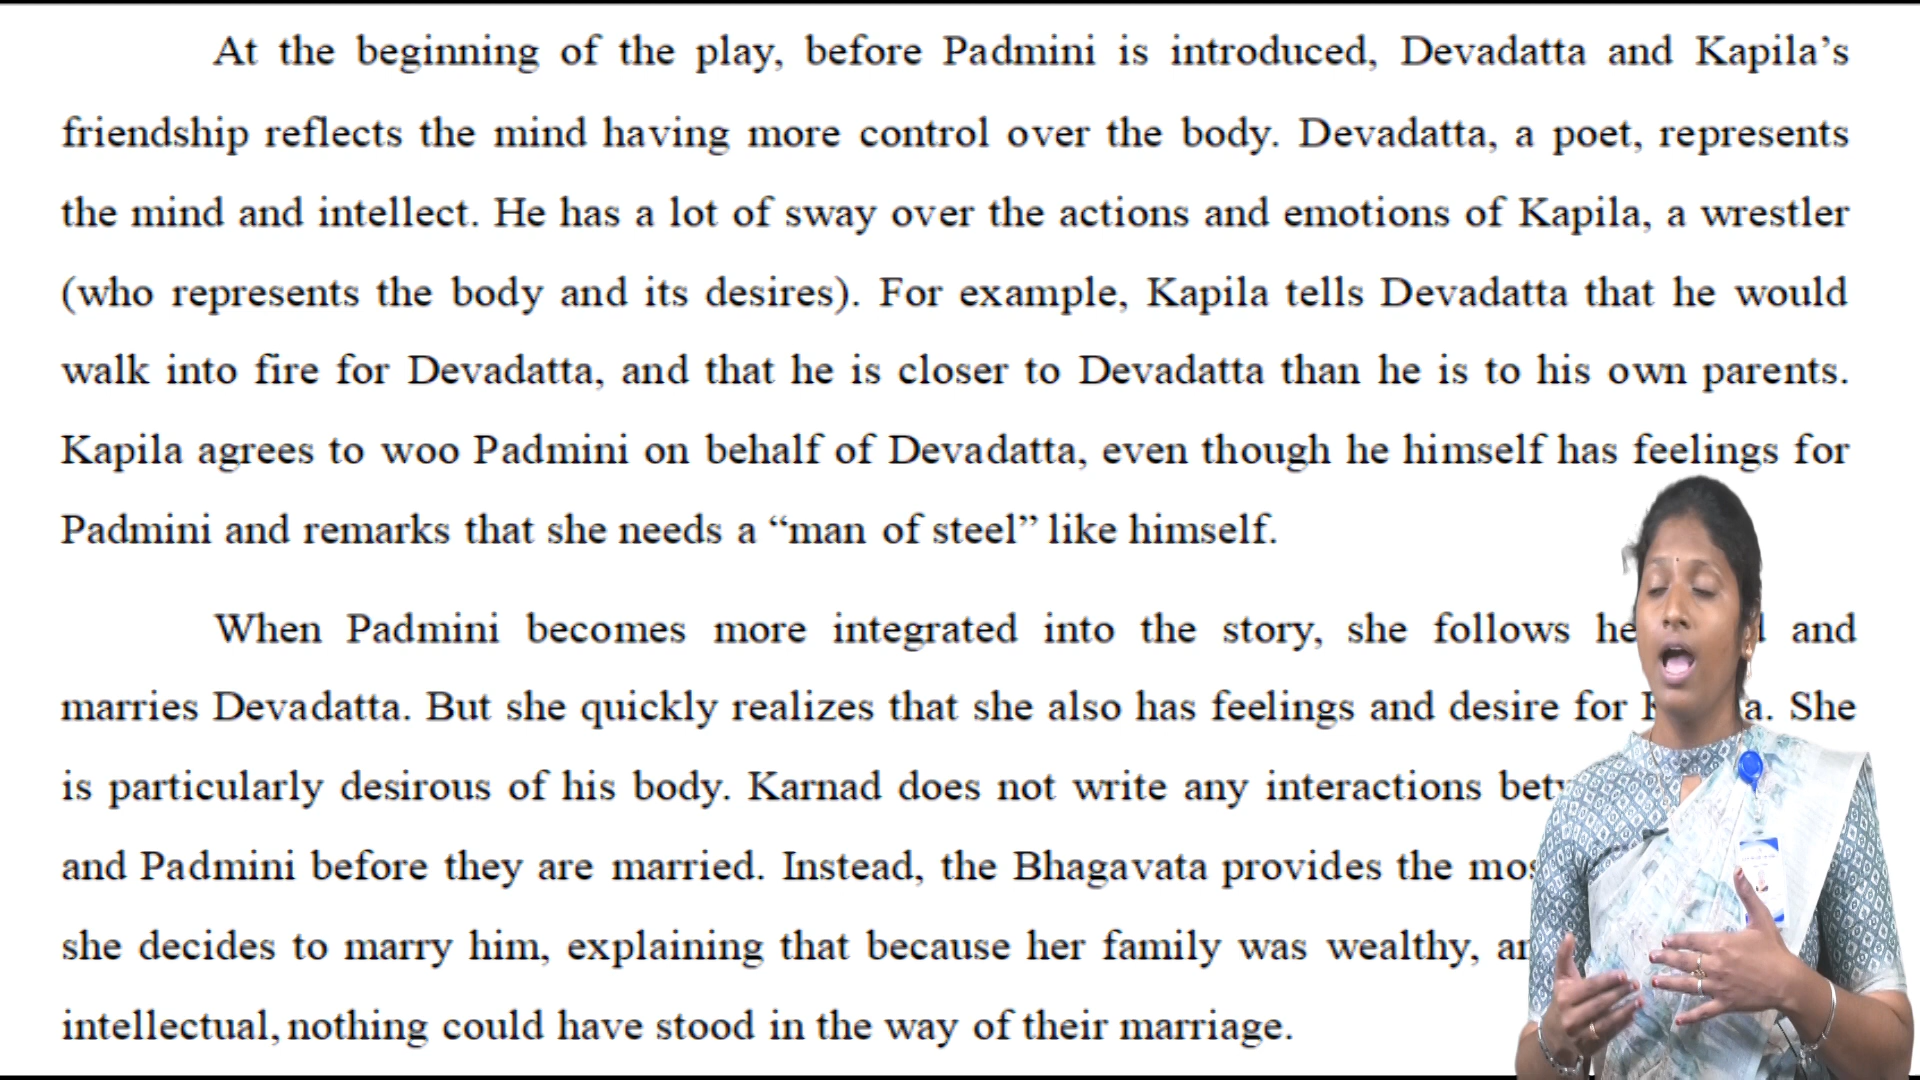 At the beginning of the play, before Padmini is introduced, Devadatta and Kapila’s
friendship reflects the mind having more control over the body. Devadatta, a poet, represents
the mind and intellect. He has a lot of sway over the actions and emotions of Kapila, a wrestler
(who represents the body and its desires). For example, Kapila tells Devadatta that he would
walk into fire for Devadatta, and that he is closer to Devadatta than he is to his own parents.
Kapila agrees to woo Padmini on behalf of Devadatta, even though he himself has feelings for
Padmini and remarks that she needs a “man of steel” like himself.
When Padmini becomes more integrated into the story, she follows and
marries Devadatta. But she quickly realizes that she also has feelings and desire for She
is particularly desirous of his body. Karnad does not write any interactions
and Padmini before they are married. Instead, the Bhagavata provides the
she decides to marry him, explaining that because her family was wealthy,
intellectual, nothing could have stood in the way of their marriage.